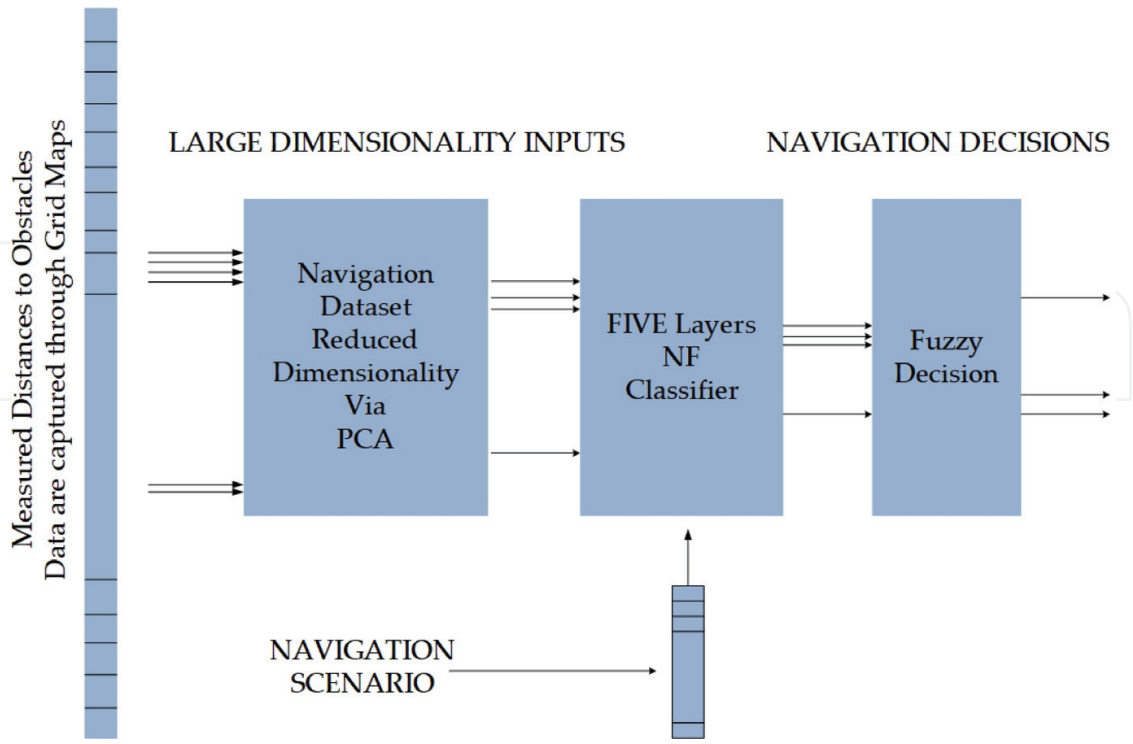 Measured Distances to Obstacles
Data are captured through Grid Maps
LARGE DIMENSIONALITY INPUTS
NAVIGATION DECISIONS
Navigation
Dataset
Reduced
Dimensionality
Via
PCA
FIVE Layers
NF
Classifier
Fuzzy
Decision
NAVIGATION
SCENARIO